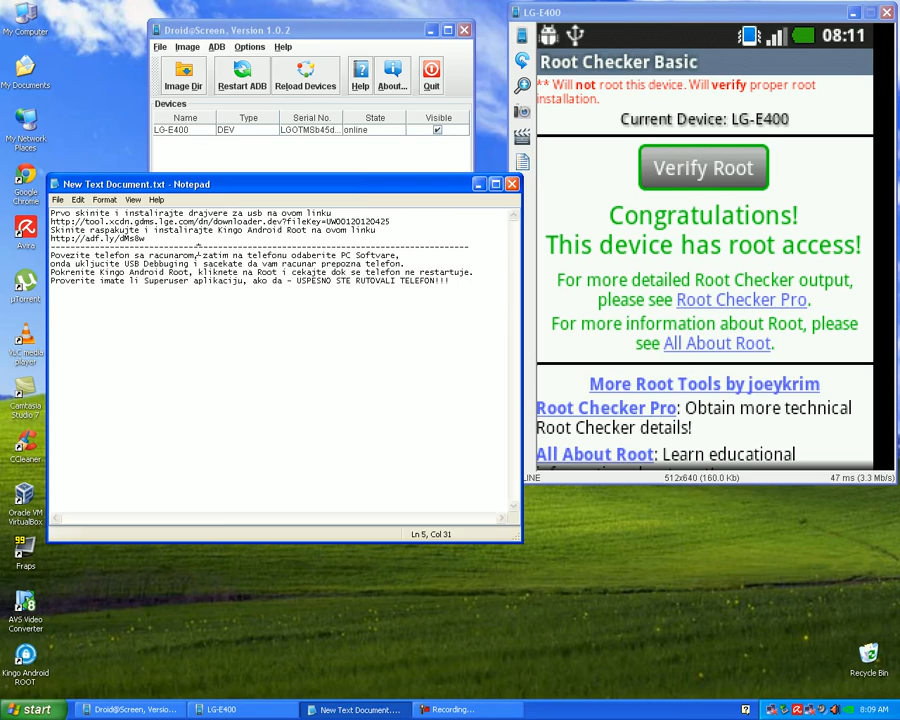 My Computer
My Documents
My Network
Places
Google
Chrome
Avira
µTorrent
VLC media
player
Camtasia
Studio 7
CCleaner
Oracle VM
VirtualBox
99
Fraps
AVS Video
Converter
Kingo Android
ROOT
Droid@Screen, Version 1.0.2
File Image ADB Options Help
Image Dir Restart ADB Reload Devices Help About... Quit
Devices
Name Type Serial No. State Visible
LG-E400 DEV LGOTMSb45d... online
New Text Document.txt - Notepad
File Edit Format View Help
Prvo skinite i instalirajte drajvere za usb na ovom linku
http://tool.xcdn.gdms.lge.com/dn/downloader.dev?fileKey=UW00120120425
Skinite raspakujte i instalirajte Kingo Android Root na ovom linku
http://adf.ly/dMs8w
--------------------------------------------------------------------------------
Povezite telefon sa racunarom, zatim na telefonu odaberite PC Software,
onda ukljucite USB Debbuging i sacekate da vam racunar prepozna telefon.
Pokrenite Kingo Android Root, kliknete na Root i cekajte dok se telefon ne restartuje.
Proverite imate li Superuser aplikaciju, ako da - USPESNO STE RUTOVALI TELEFON!!!
Ln 5, Col 31
LG-E400
08:11
Root Checker Basic
** Will not root this device. Will verify proper root
installation.
Current Device: LG-E400
Verify Root
Congratulations!
This device has root access!
For more detailed Root Checker output,
please see Root Checker Pro.
For more information about Root, please
see All About Root.
More Root Tools by joeykrim
Root Checker Pro: Obtain more technical
Root Checker details!
All About Root: Learn educational
LINE 512x640 (160.0 Kb) 47 ms (3.3 Mb/s)
Recycle Bin
start Droid@Screen, Versio... LG-E400 New Text Document.... Recording... 8:09 AM